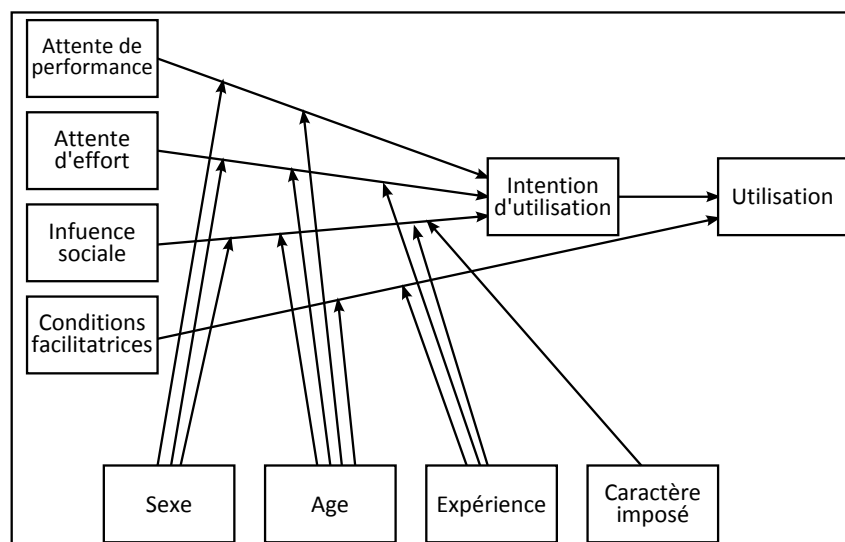 Attente de
performance
Attente
d'effort
Infuence
sociale
Conditions
facilitatrices
Intention
d'utilisation
Utilisation
Sexe
Age
Expérience
Caractère
imposé